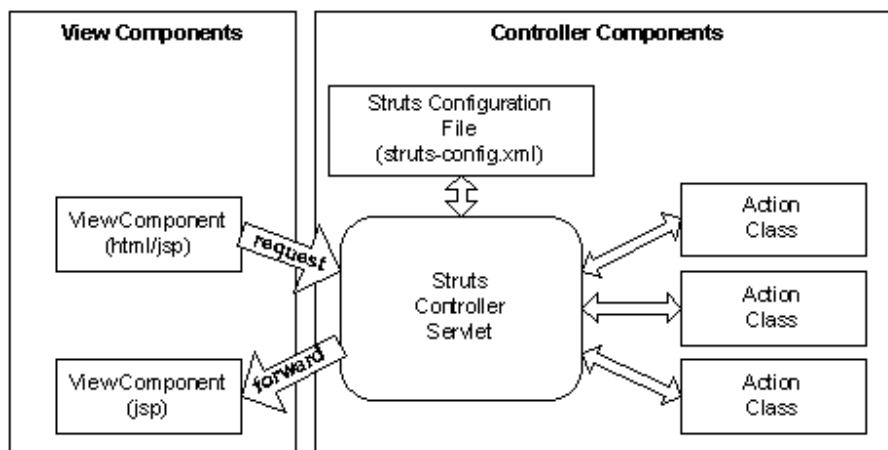 View Components
Controller Components
Struts Configuration
File
(struts-config.xml)
ViewComponent
(html/jsp)
request
Action
Class
Struts
Controller
Servlet
Action
Class
forward
ViewComponent
(jsp)
Action
Class